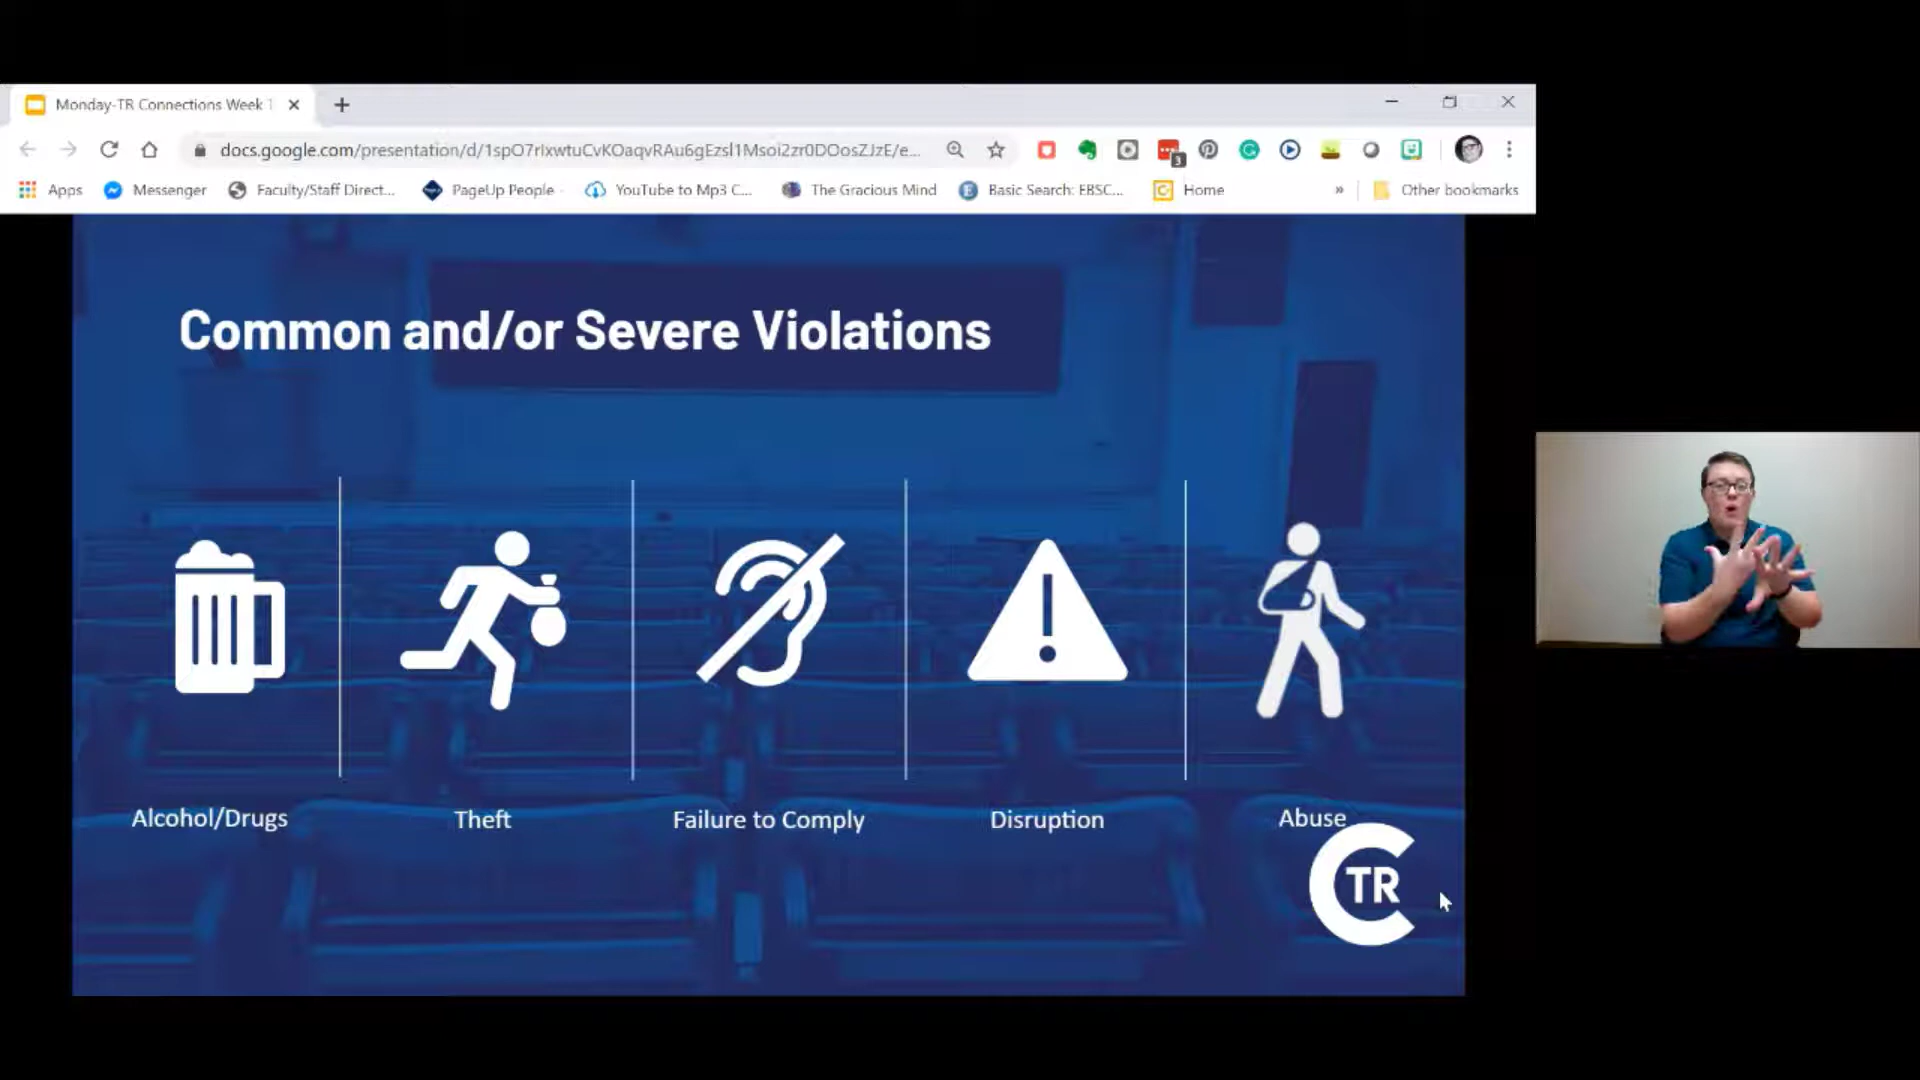 Monday-TR Connections Week
docs.google.com/presentation/d/1spO7rIxwtuCvKOaqvRAu6gEzsl1Msoi2zr0DOosZJzE/e...
3
Apps
Messenger
Faculty/Staff Direct...
PageUp People
YouTube to Mp3 C...
The Gracious Mind
Basic Search: EBSC...
Home
»
Other bookmarks
Common and/or Severe Violations
Alcohol/Drugs
Theft
Failure to Comply
Disruption
Abuse
C TR